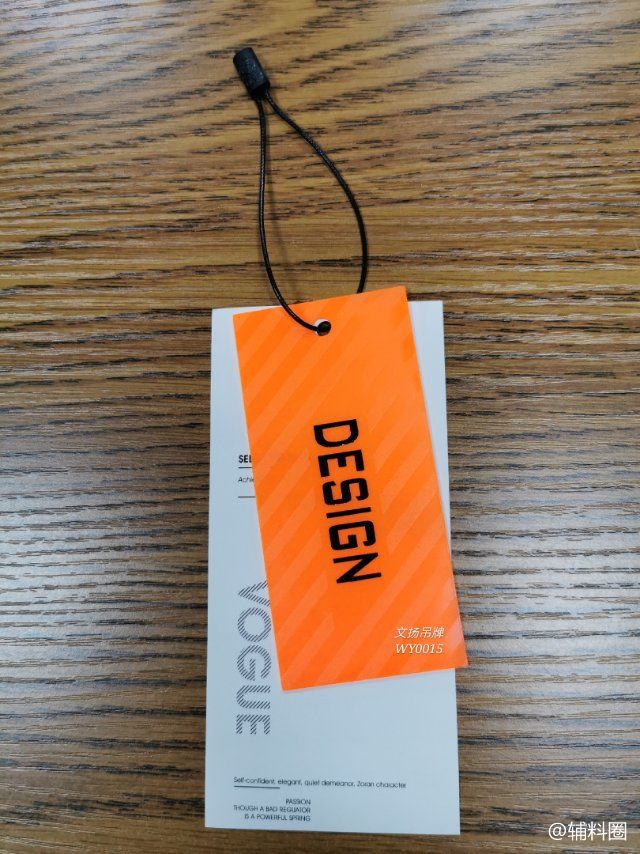 DESIGN
文扬吊牌
WY0015
VOGUE
Self-confident, elegant, quiet demeanor, Zoran character
PASSION
THOUGH A BAD REGUATOR
IS A POWERFUL SPRING
@辅料圈